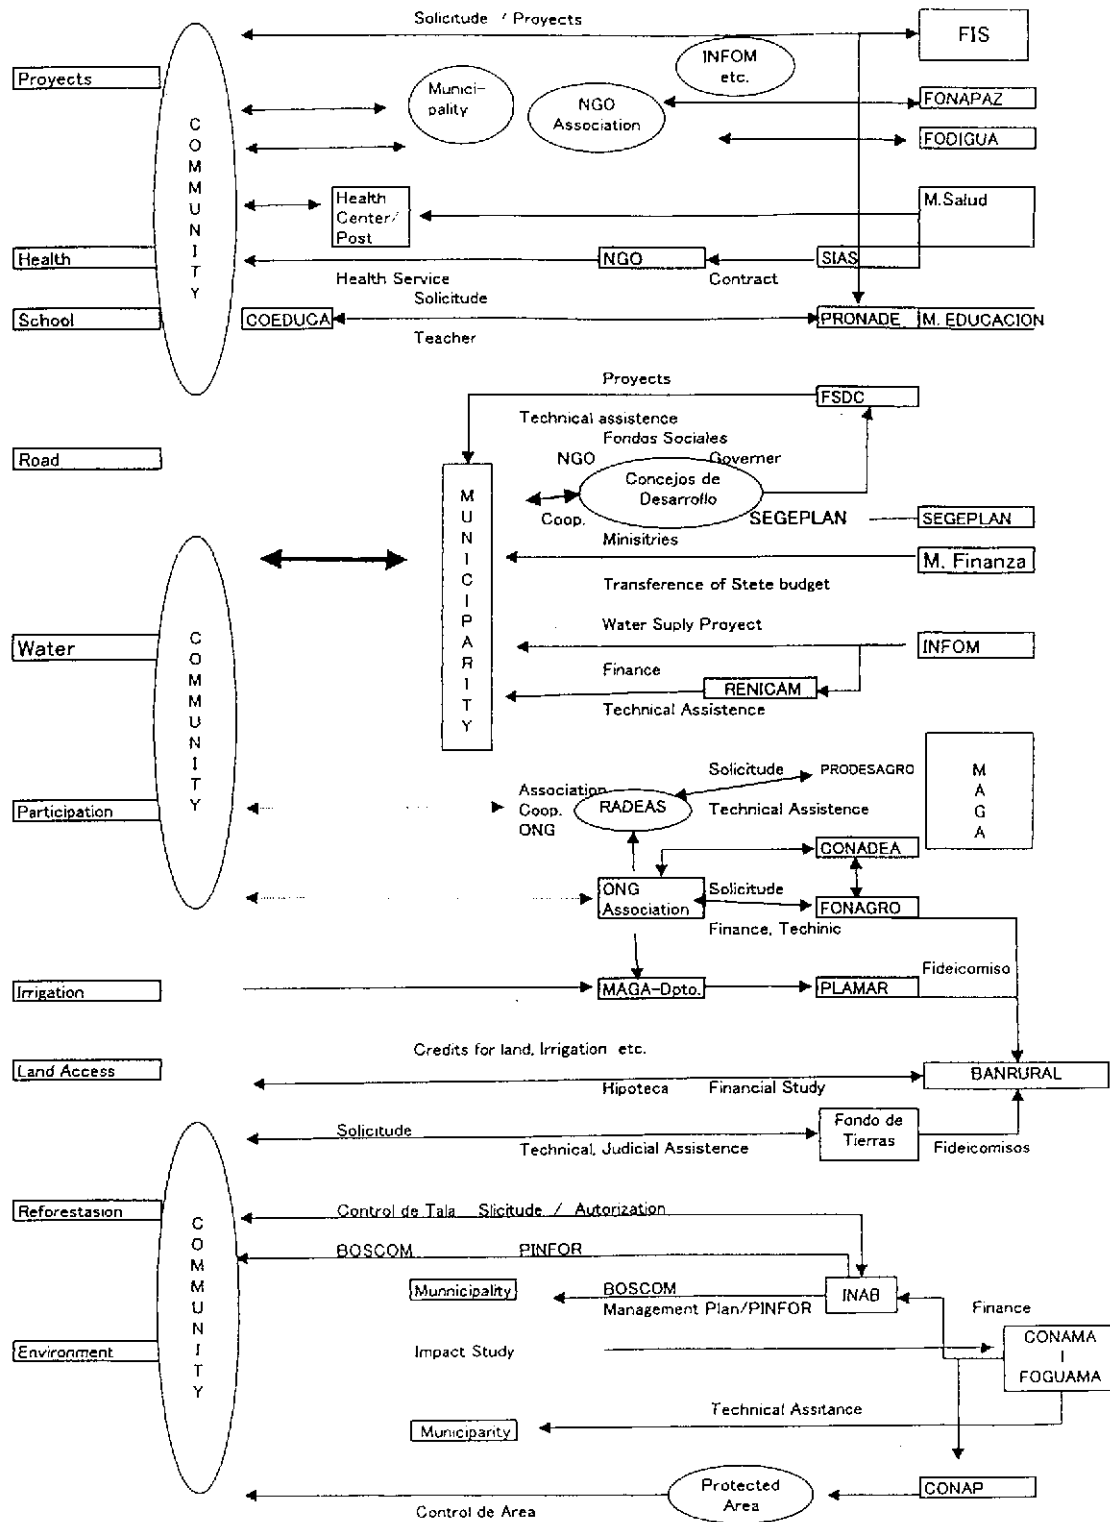 Solicitude / Proyects
FIS
INFOM
etc.
Proyects
Munici-
pality
NGO
Association
FONAPAZ
FODIGUA
COMMUNITY
Health
Center/
Post
M.Salud
Health
NGO
SIAS
Health Service
Contract
Solicitude
School
COEDUCA
PRONADE
M. EDUCACION
Teacher
Proyects
FSDC
Technical assistence
Fondos Sociales
Road
NGO
Governer
Concejos de
Desarrollo
MUNICIPARITY
Coop.
SEGEPLAN
SEGEPLAN
Minisitries
M. Finanza
Transference of Stete budget
Water Suply Proyect
Water
COMMUNITY
INFOM
Finance
RENICAM
Technical Assistence
Solicitude
PRODESAGRO
MAGA
Association
Coop.
ONG
RADEAS
Participation
Technical Assistence
CONADEA
ONG
Association
Solicitude
FONAGRO
Finance, Techinic
Fideicomiso
Irrigation
MAGA-Dpto.
PLAMAR
Credits for land, Irrigation etc.
Land Access
BANRURAL
Hipoteca
Financial Study
Solicitude
Fondo de
Tierras
Technical, Judicial Assistence
Fideicomisos
Reforestasion
Control de Tala Slicitude / Autorization
COMMUNITY
BOSCOM
PINFOR
Munnicipality
BOSCOM
INAB
Management Plan/PINFOR
Finance
Environment
Impact Study
CONAMA
|
FOGUAMA
Technical Assitance
Municiparity
Protected
Area
CONAP
Control de Area